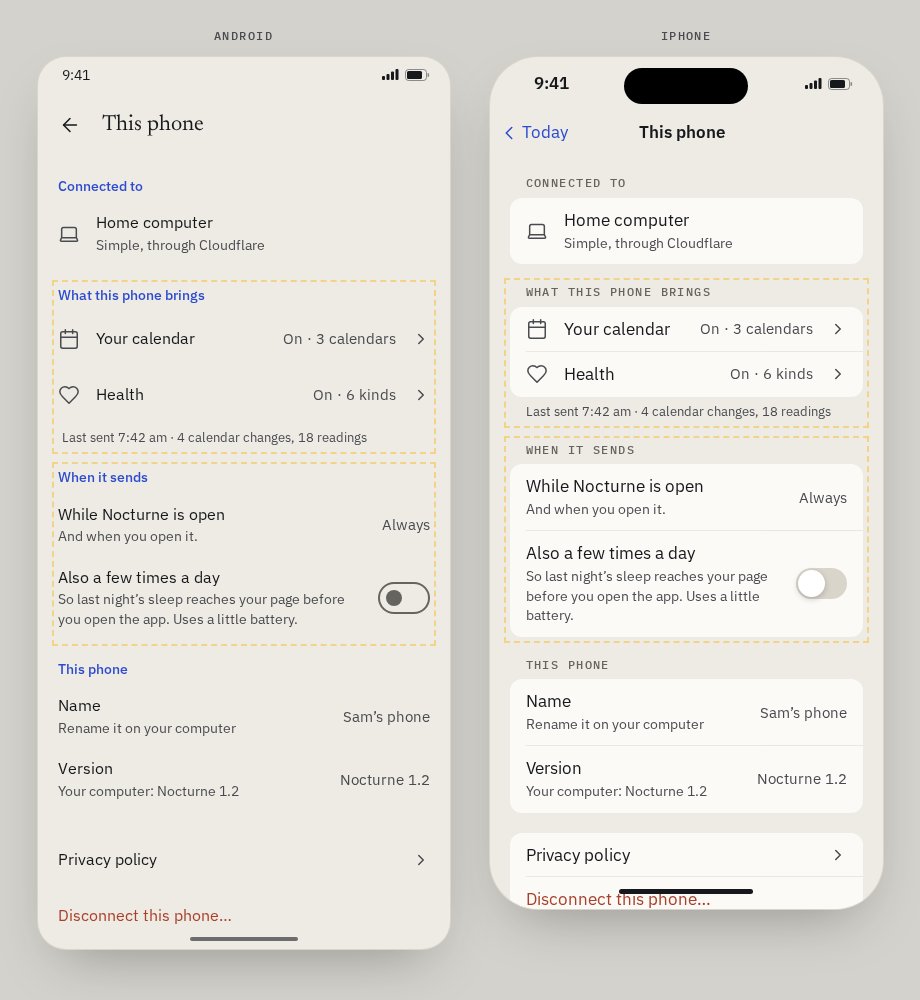 ANDROID
9:41
This phone
Connected to
Home computer
Simple, through Cloudflare
What this phone brings
Your calendar On · 3 calendars
Health On · 6 kinds
Last sent 7:42 am · 4 calendar changes, 18 readings
When it sends
While Nocturne is open
And when you open it.
Always
Also a few times a day
So last night’s sleep reaches your page before
you open the app. Uses a little battery.
This phone
Name
Rename it on your computer
Sam’s phone
Version
Your computer: Nocturne 1.2
Nocturne 1.2
Privacy policy
Disconnect this phone…
IPHONE
9:41
Today This phone
CONNECTED TO
Home computer
Simple, through Cloudflare
WHAT THIS PHONE BRINGS
Your calendar On · 3 calendars
Health On · 6 kinds
Last sent 7:42 am · 4 calendar changes, 18 readings
WHEN IT SENDS
While Nocturne is open
And when you open it.
Always
Also a few times a day
So last night’s sleep reaches your page
before you open the app. Uses a little
battery.
THIS PHONE
Name
Rename it on your computer
Sam’s phone
Version
Your computer: Nocturne 1.2
Nocturne 1.2
Privacy policy
Disconnect this phone…